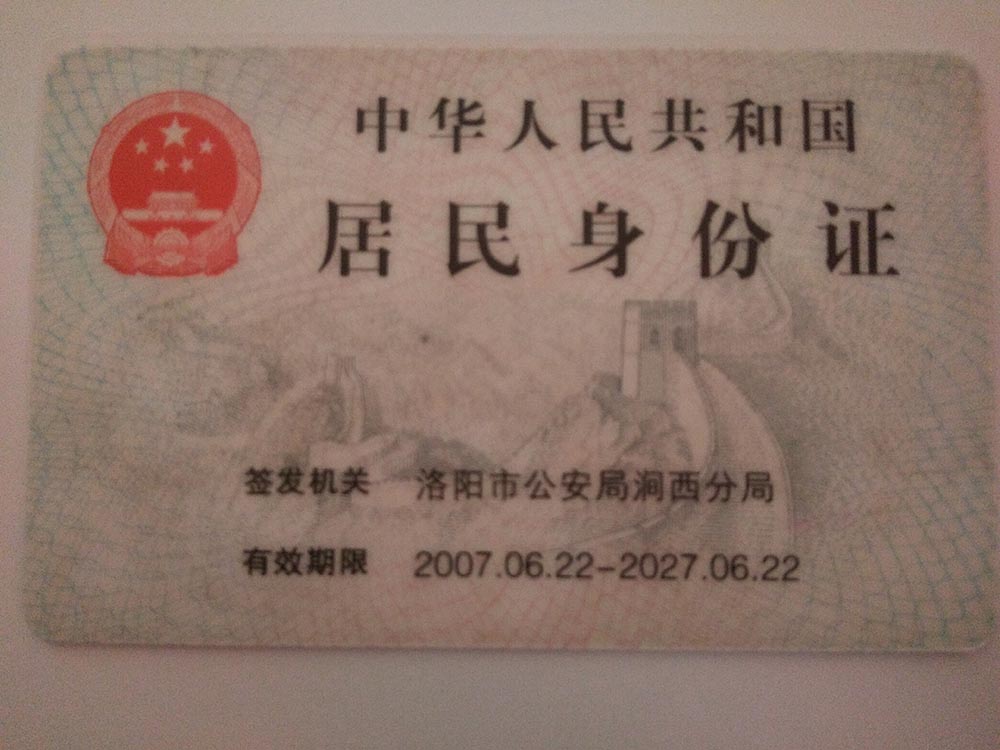 中华人民共和国
居民身份证
签发机关 洛阳市公安局涧西分局
有效期限 2007.06.22-2027.06.22